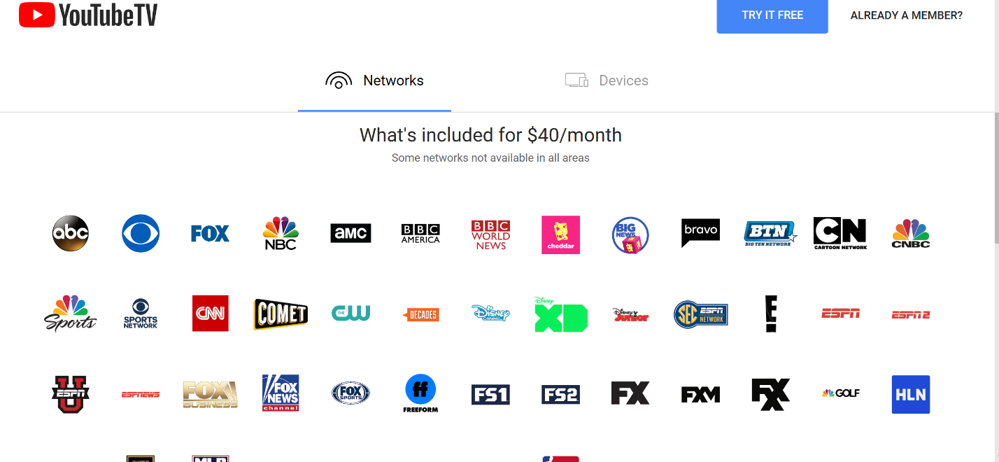 YouTubeTV
TRY IT FREE
ALREADY A MEMBER?
Networks
Devices
What's included for $40/month
Some networks not available in all areas
abc
FOX
NBC
AMC
BBC
AMERICA
BBC
WORLD
NEWS
cheddar
BIG
NEWS
bravo
BTN
BIG TEN NETWORK
CN
CARTOON NETWORK
CNBC
Sports
SPORTS
NETWORK
CNN
COMET
THE CW
DECADES
Disney
CHANNEL
Disney
XD
Disney
Junior
SEC ESPN
NETWORK
E!
ESPN
ESPN 2
ESPN U
ESPNEWS
FOX
BUSINESS
FOX
NEWS
channel
FOX
SPORTS
ff
FREEFORM
FS1
FS2
FX
FXM
FXX
GOLF
HLN
MLB